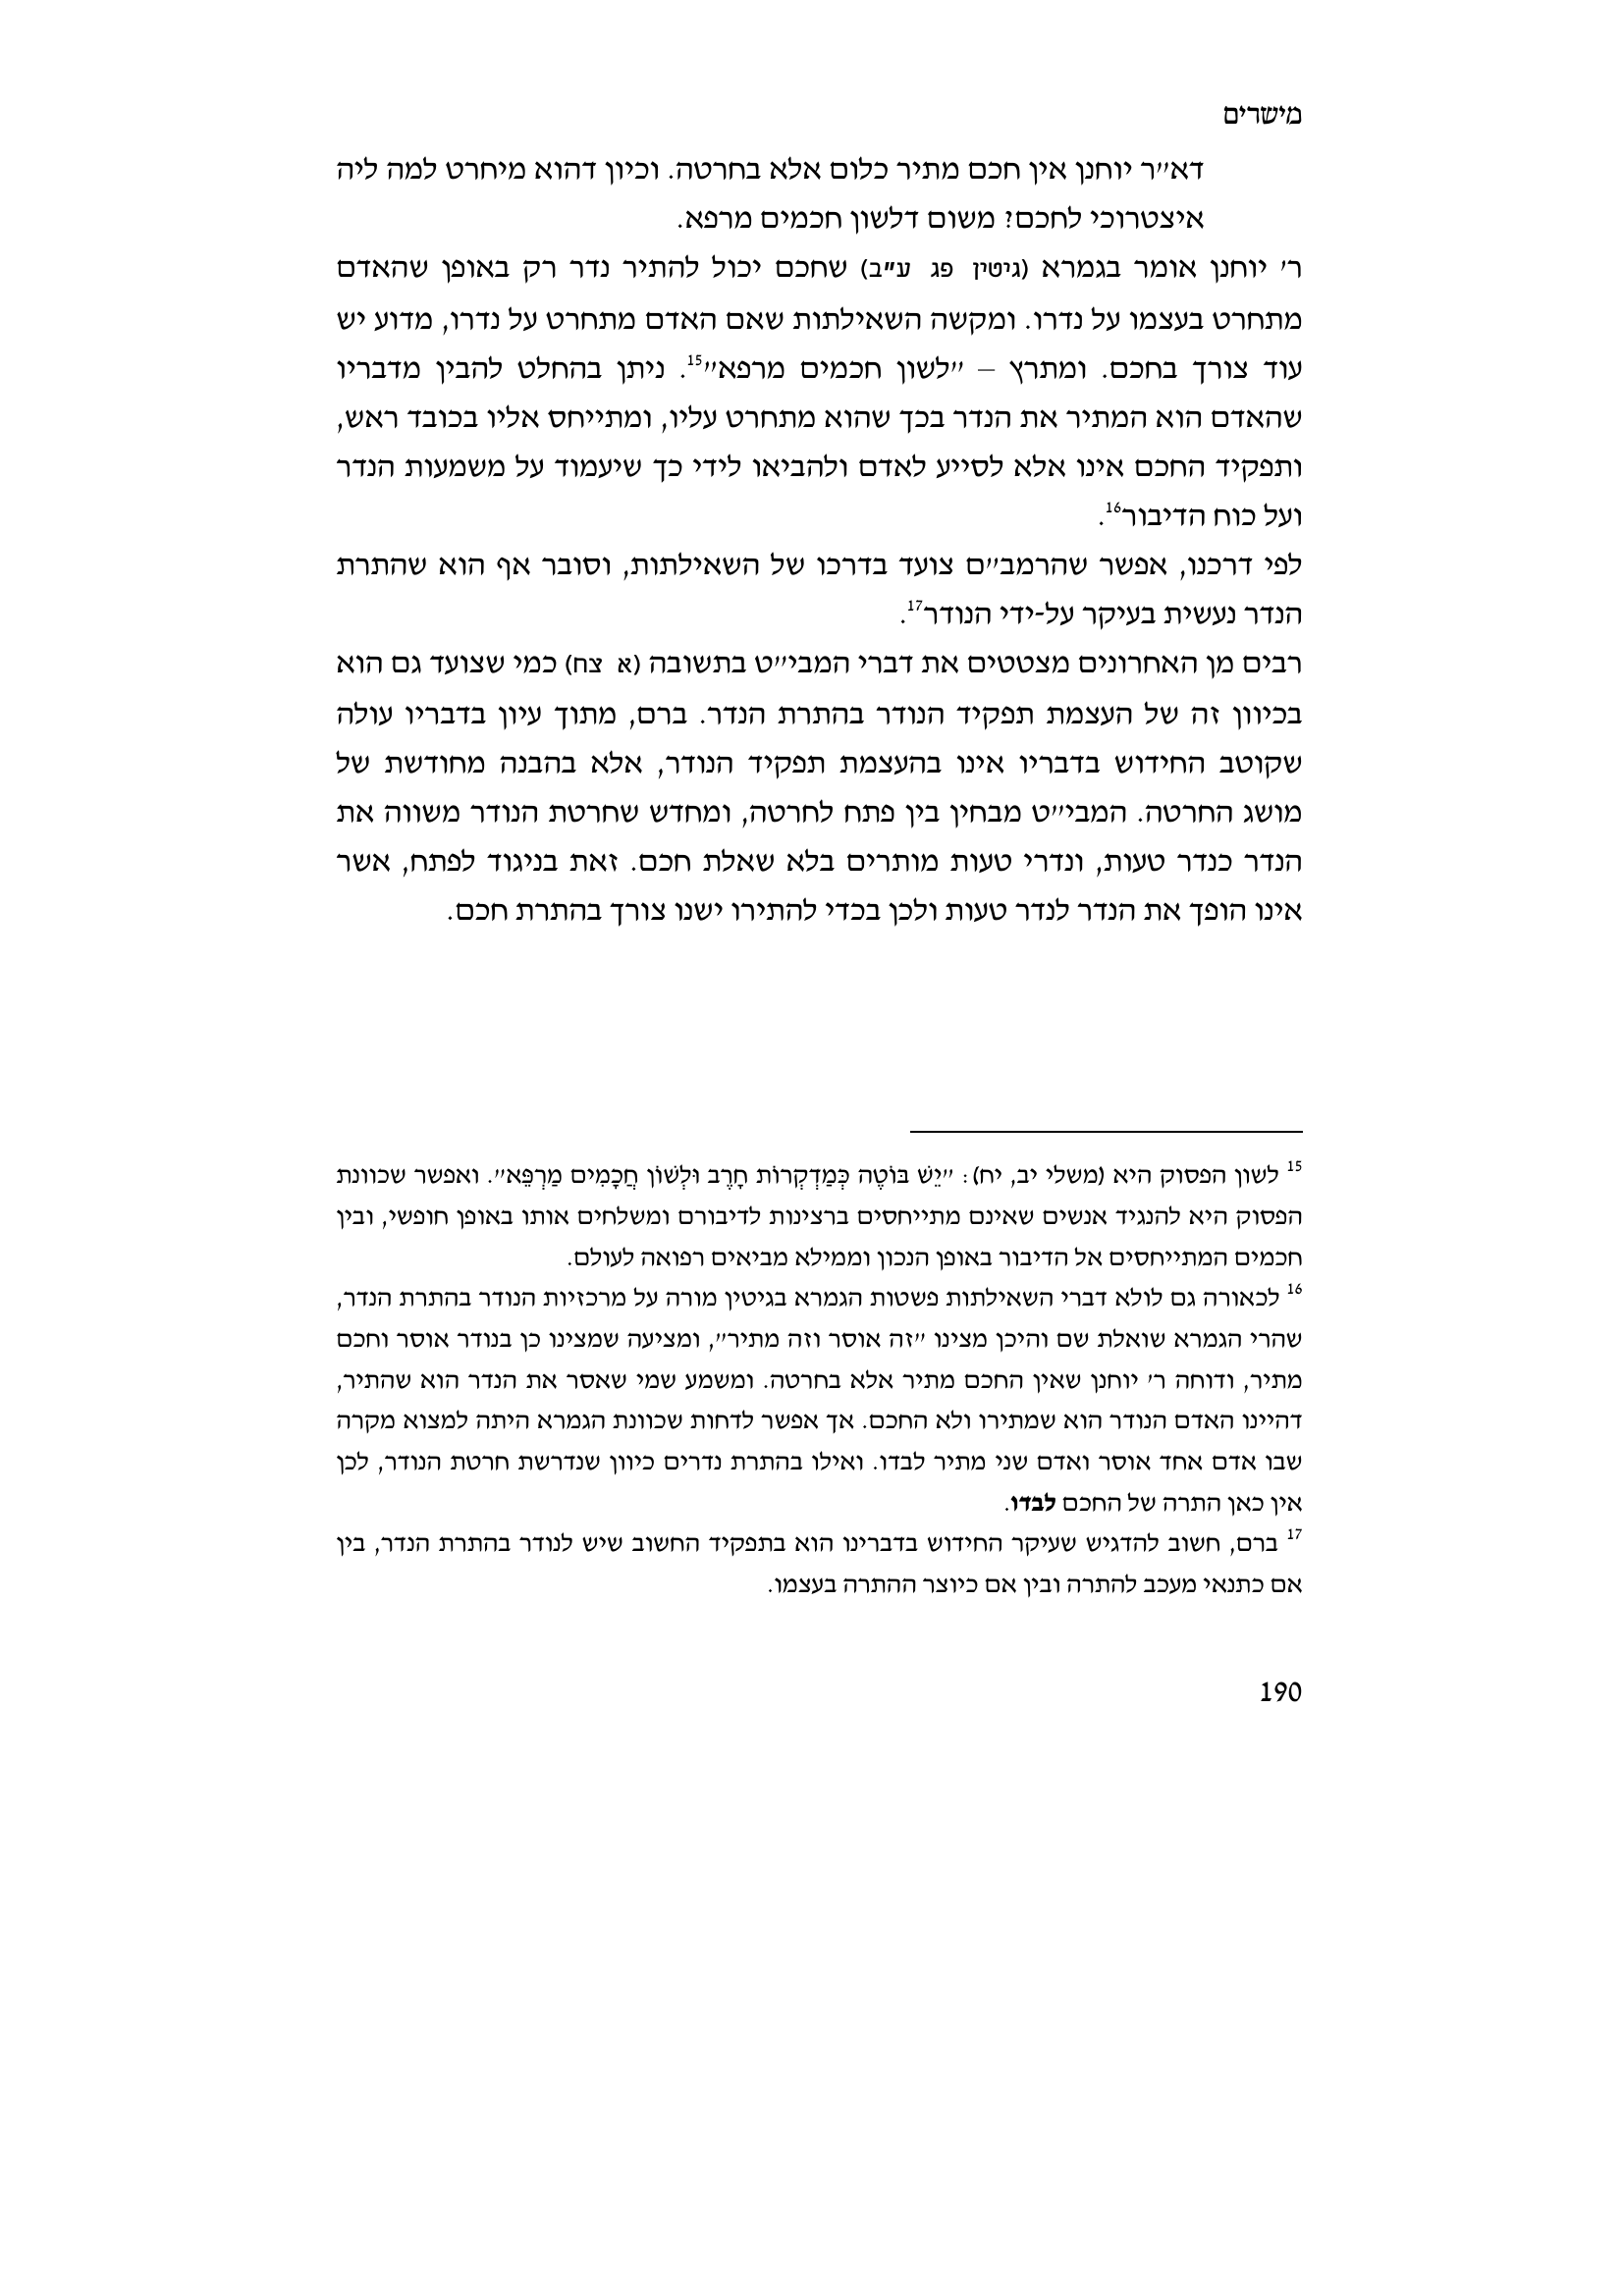 מישרים
דא״ר יוחנן אין חכם מתיר כלום אלא בחרטה. וכיון דהוא מיחרט למה ליה
איצטרוכי לחכם? משום דלשון חכמים מרפא.
ר׳ יוחנן אומר בגמרא (גיטין פג ע"ב) שחכם יכול להתיר נדר רק באופן שהאדם
מתחרט בעצמו על נדרו. ומקשה השאילתות שאם האדם מתחרט על נדרו, מדוע יש
עוד צורך בחכם. ומתרץ – ״לשון חכמים מרפא״15. ניתן בהחלט להבין מדבריו
שהאדם הוא המתיר את הנדר בכך שהוא מתחרט עליו, ומתייחס אליו בכובד ראש,
ותפקיד החכם אינו אלא לסייע לאדם ולהביאו לידי כך שיעמוד על משמעות הנדר
ועל כוח הדיבור16.
לפי דרכנו, אפשר שהרמב״ם צועד בדרכו של השאילתות, וסובר אף הוא שהתרת
הנדר נעשית בעיקר על-ידי הנודר17.
רבים מן האחרונים מצטטים את דברי המבי״ט בתשובה (א צח) כמי שצועד גם הוא
בכיוון זה של העצמת תפקיד הנודר בהתרת הנדר. ברם, מתוך עיון בדבריו עולה
שקוטב החידוש בדבריו אינו בהעצמת תפקיד הנודר, אלא בהבנה מחודשת של
מושג החרטה. המבי״ט מבחין בין פתח לחרטה, ומחדש שחרטת הנודר משווה את
הנדר כנדר טעות, ונדרי טעות מותרים בלא שאלת חכם. זאת בניגוד לפתח, אשר
אינו הופך את הנדר לנדר טעות ולכן בכדי להתירו ישנו צורך בהתרת חכם.
15 לשון הפסוק היא (משלי יב, יח): ״יֵשׁ בּוֹטֶה כְּמַדְקְרוֹת חָרֶב וּלְשׁוֹן חֲכָמִים מַרְפֵּא״. ואפשר שכוונת
הפסוק היא להנגיד אנשים שאינם מתייחסים ברצינות לדיבורם ומשלחים אותו באופן חופשי, ובין
חכמים המתייחסים אל הדיבור באופן הנכון וממילא מביאים רפואה לעולם.
16 לכאורה גם לולא דברי השאילתות פשטות הגמרא בגיטין מורה על מרכזיות הנודר בהתרת הנדר,
שהרי הגמרא שואלת שם והיכן מצינו ״זה אוסר וזה מתיר״, ומציעה שמצינו כן בנודר אוסר וחכם
מתיר, ודוחה ר׳ יוחנן שאין החכם מתיר אלא בחרטה. ומשמע שמי שאסר את הנדר הוא שהתיר,
דהיינו האדם הנודר הוא שמתירו ולא החכם. אך אפשר לדחות שכוונת הגמרא היתה למצוא מקרה
שבו אדם אחד אוסר ואדם שני מתיר לבדו. ואילו בהתרת נדרים כיוון שנדרשת חרטת הנודר, לכן
אין כאן התרה של החכם לבדו.
17 ברם, חשוב להדגיש שעיקר החידוש בדברינו הוא בתפקיד החשוב שיש לנודר בהתרת הנדר, בין
אם כתנאי מעכב להתרה ובין אם כיוצר ההתרה בעצמו.
190